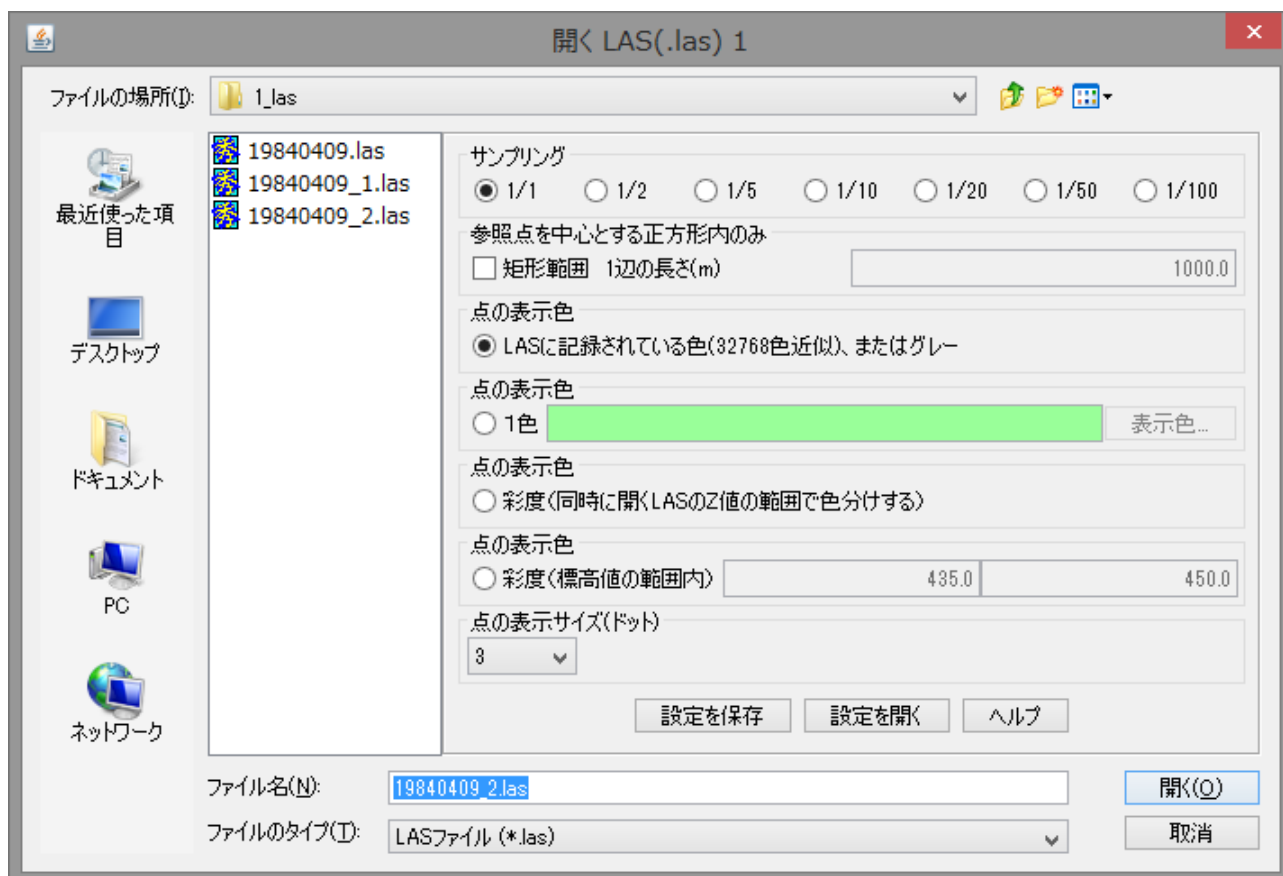 開く LAS(.las) 1
ファイルの場所(I):
1_las
最近使った項
目
デスクトップ
ドキュメント
PC
ネットワーク
19840409.las
19840409_1.las
19840409_2.las
サンプリング
1/1 1/2 1/5 1/10 1/20 1/50 1/100
参照点を中心とする正方形内のみ
矩形範囲 1辺の長さ(m) 1000.0
点の表示色
LASに記録されている色(32768色近似)、またはグレー
点の表示色
1色 表示色...
点の表示色
彩度(同時に開くLASのZ値の範囲で色分けする)
点の表示色
彩度(標高値の範囲内) 435.0 450.0
点の表示サイズ(ドット)
3
設定を保存 設定を開く ヘルプ
ファイル名(N): 19840409_2.las 開く(O)
ファイルのタイプ(T): LASファイル (*.las) 取消